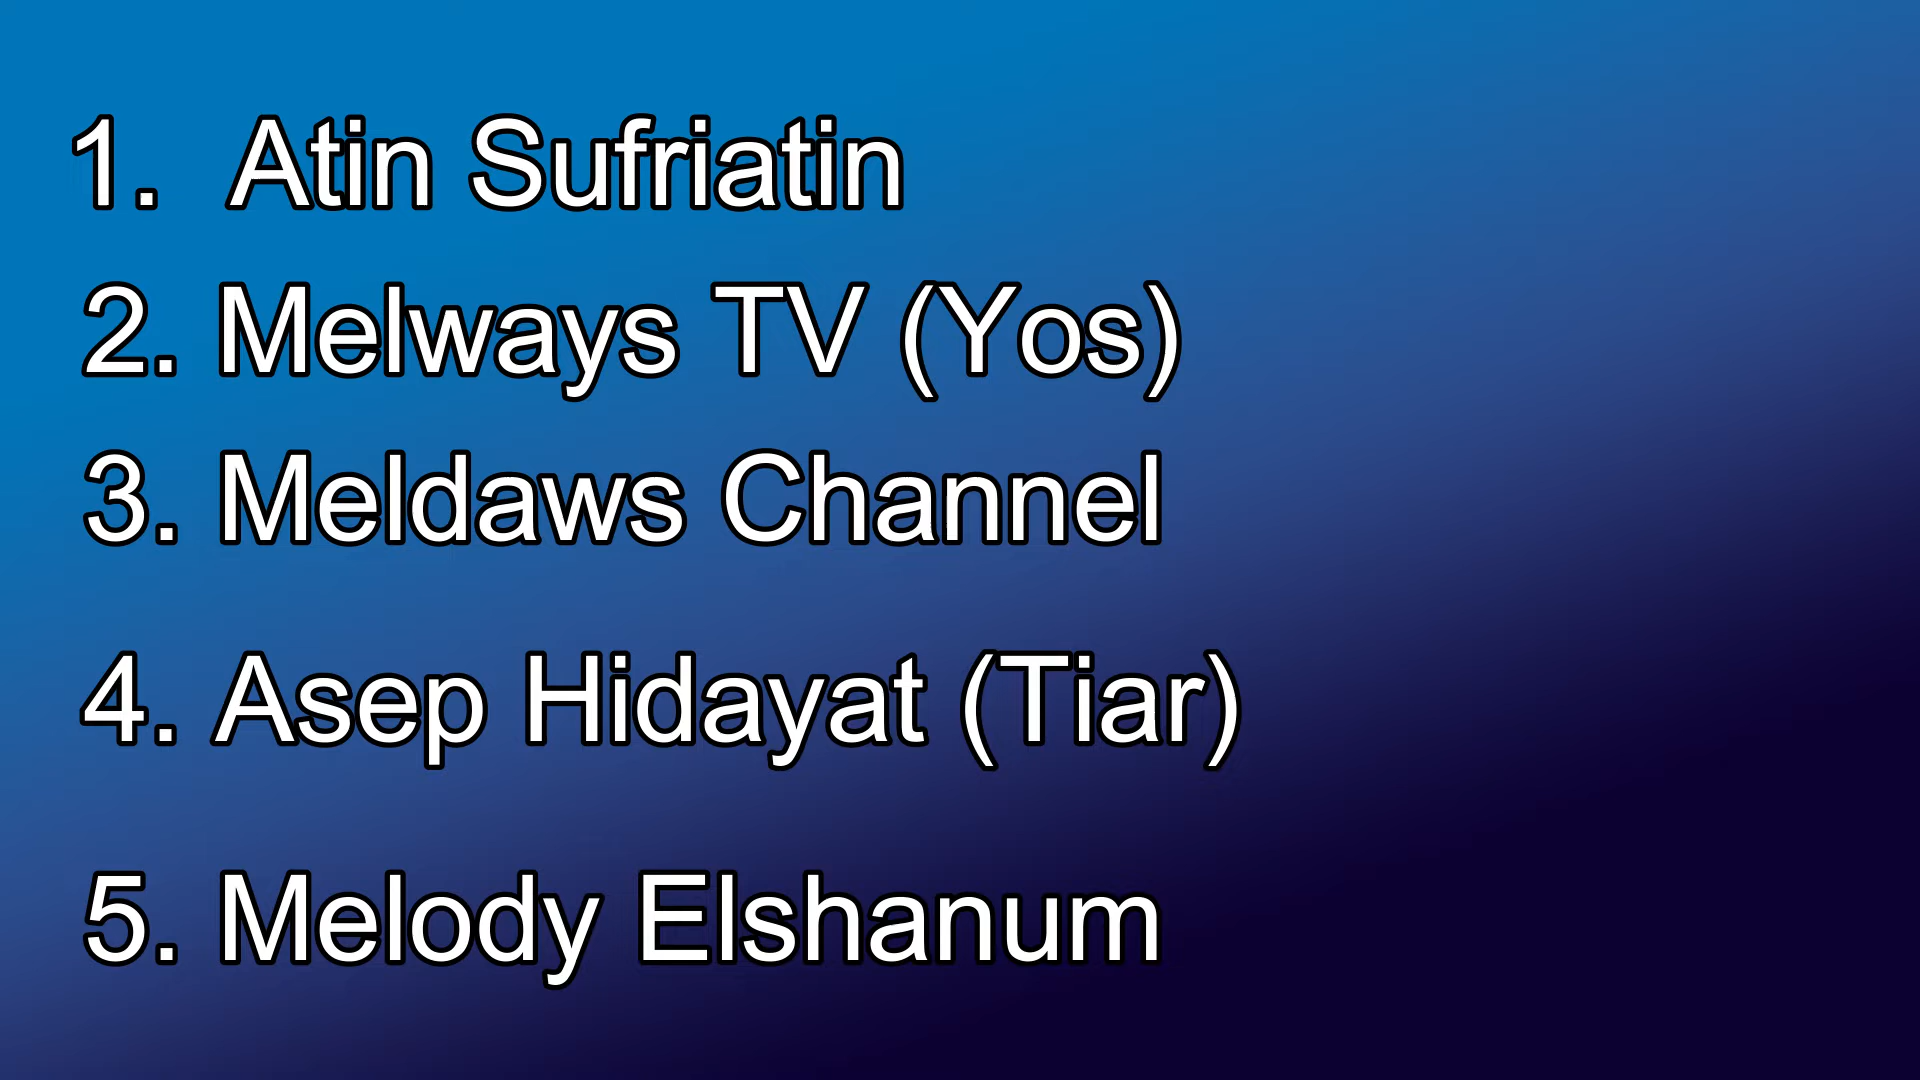 1. Atin Sufriatin
2. Melways TV (Yos)
3. Meldaws Channel
4. Asep Hidayat (Tiar)
5. Melody Elshanum